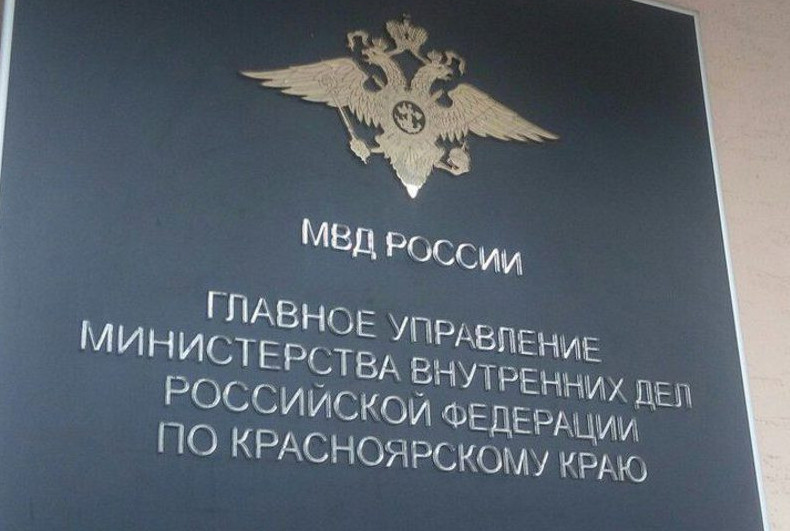 МВД РОССИИ
ГЛАВНОЕ УПРАВЛЕНИЕ
МИНИСТЕРСТВА ВНУТРЕННИХ ДЕЛ
РОССИЙСКОЙ ФЕДЕРАЦИИ
ПО КРАСНОЯРСКОМУ КРАЮ